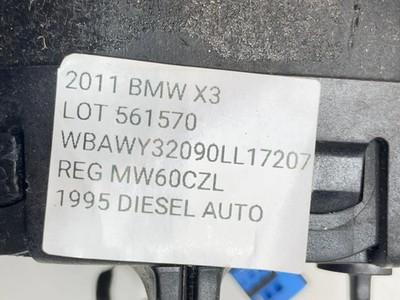 2011 BMW X3
LOT 561570
WBAWY32090LL17207
REG MW60CZL
1995 DIESEL AUTO